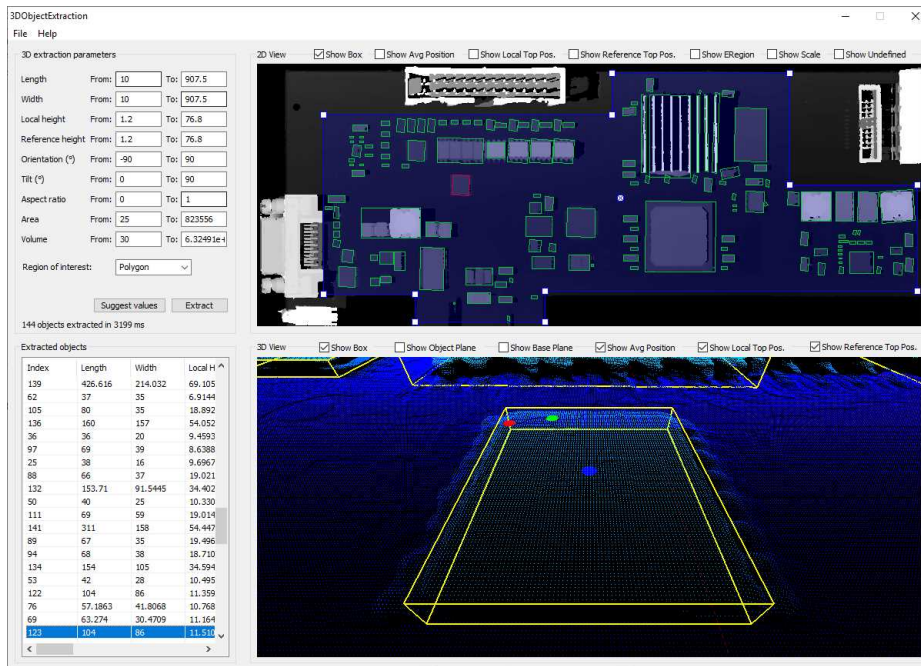 3DObjectExtraction
File Help
3D extraction parameters
Length From: 10 To: 907.5
Width From: 10 To: 907.5
Local height From: 1.2 To: 76.8
Reference height From: 1.2 To: 76.8
Orientation (°) From: -90 To: 90
Tilt (°) From: 0 To: 90
Aspect ratio From: 0 To: 1
Area From: 25 To: 823556
Volume From: 30 To: 6.32491e+
Region of interest: Polygon
Suggest values Extract
144 objects extracted in 3199 ms
2D View Show Box Show Avg Position Show Local Top Pos. Show Reference Top Pos. Show ERegion Show Scale Show Undefined
Extracted objects
Index Length Width Local H
139 426.616 214.032 69.105
62 37 35 6.9144
105 80 35 18.892
136 160 157 54.052
36 36 20 9.4593
97 69 39 8.6388
25 38 16 9.6967
88 66 37 19.021
132 153.71 91.5445 34.402
50 40 25 10.330
111 69 59 19.014
141 311 158 54.447
89 67 35 19.496
94 68 38 18.710
134 154 105 34.594
53 42 28 10.495
122 104 86 11.359
76 57.1863 41.8068 10.768
69 63.274 30.4709 11.164
123 104 86 11.510
3D View Show Box Show Object Plane Show Base Plane Show Avg Position Show Local Top Pos. Show Reference Top Pos.